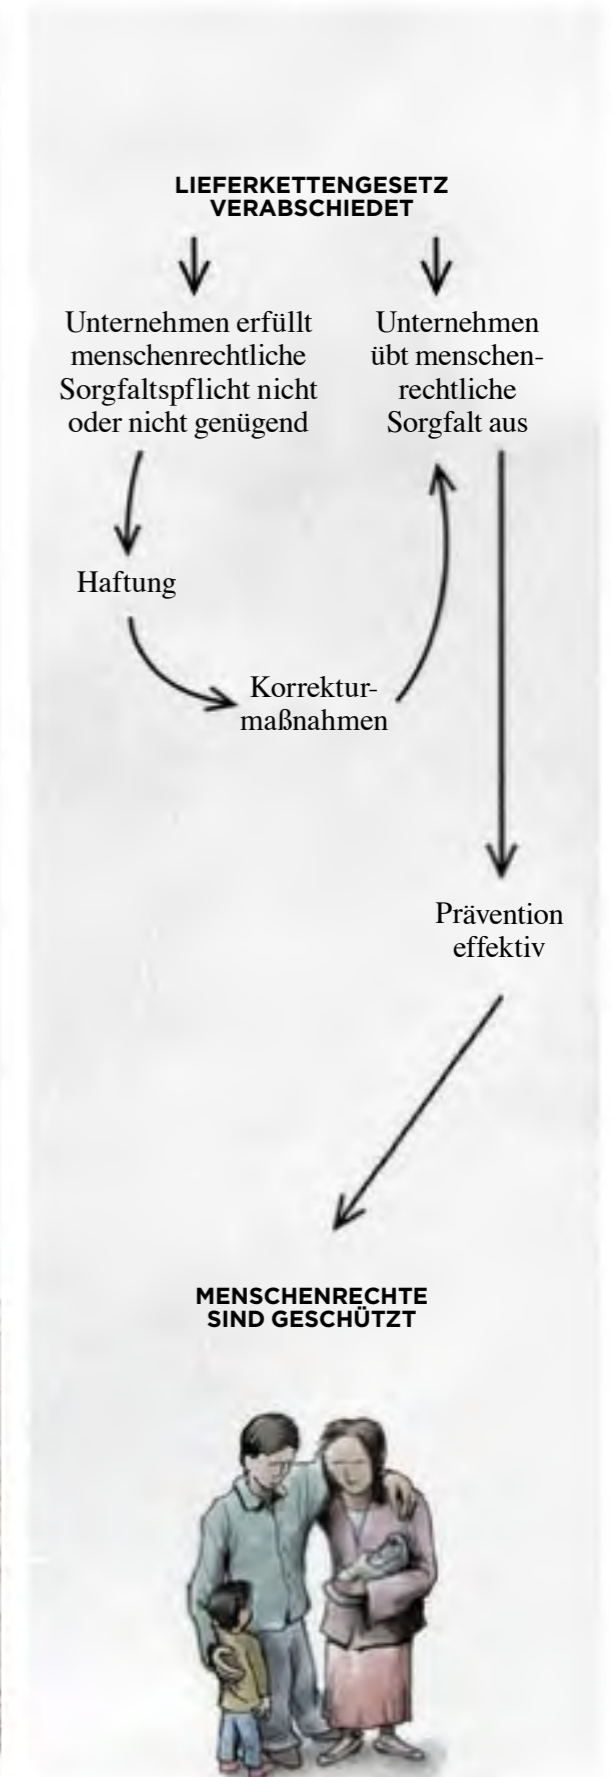 LIEFERKETTENGESETZ
VERABSCHIEDET
Unternehmen erfüllt
menschenrechtliche
Sorgfaltspflicht nicht
oder nicht genügend
Unternehmen
übt menschen-
rechtliche
Sorgfalt aus
Haftung
Korrektur-
maßnahmen
Prävention
effektiv
MENSCHENRECHTE
SIND GESCHÜTZT